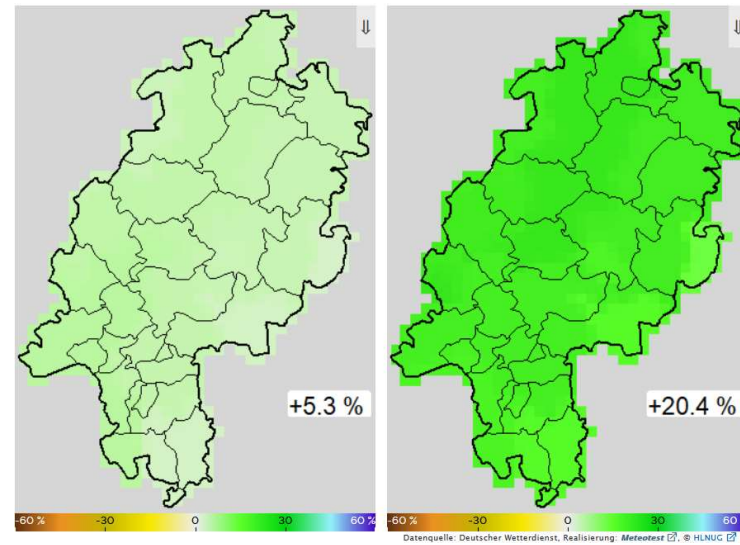 ⇓ ⇓
+5.3 % +20.4 %
-60 % -30 0 30 60 % -60 % -30 0 30 60 %
Datenquelle: Deutscher Wetterdienst, Realisierung: Meteotest, © HLNUG